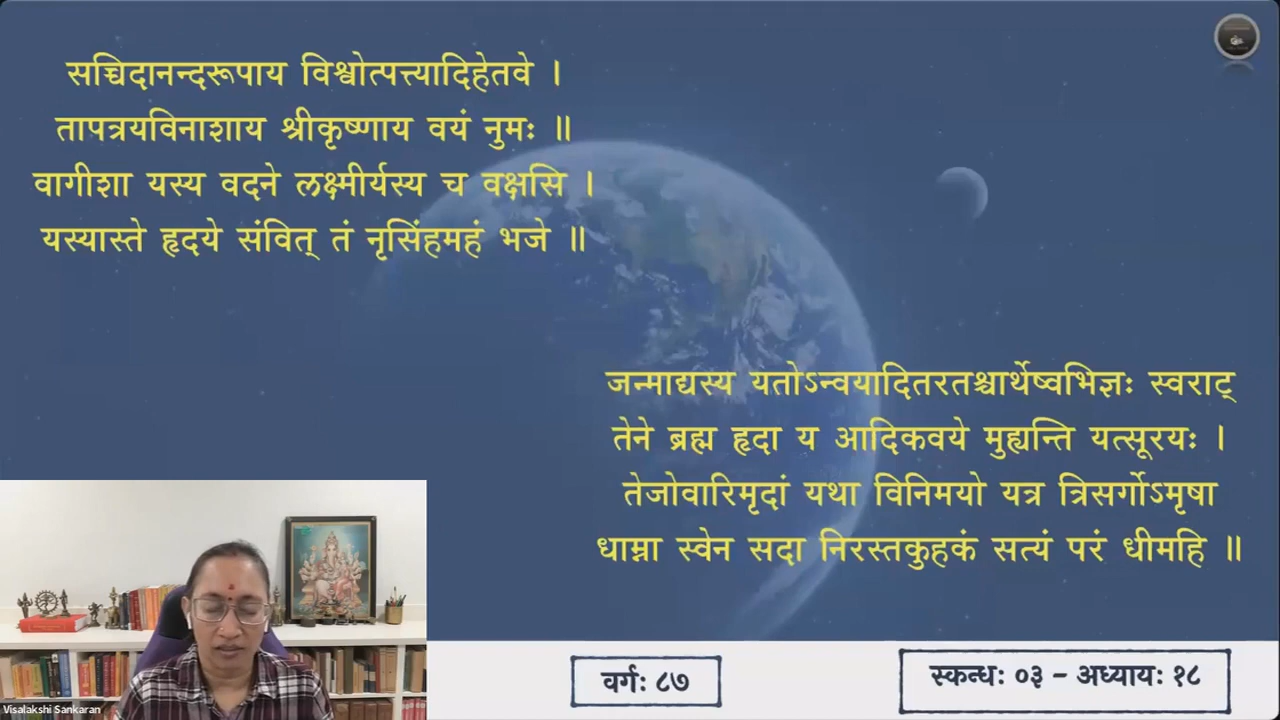 सच्चिदानन्दरूपाय विश्वोत्पत्त्यादिहेतवे ।
तापत्रयविनाशाय श्रीकृष्णाय वयं नुमः ॥
वागीशा यस्य वदने लक्ष्मीर्यस्य च वक्षसि ।
यस्यास्ते हृदये संवित् तं नृसिंहमहं भजे ॥
जन्माद्यस्य यतोऽन्वयादितरतश्चार्थेष्वभिज्ञः स्वराट्
तेने ब्रह्म हृदा य आदिकवये मुह्यन्ति यत्सूरयः ।
तेजोवारिमृदां यथा विनिमयो यत्र त्रिसर्गोऽमृषा
धाम्ना स्वेन सदा निरस्तकुहकं सत्यं परं धीमहि ॥
वर्गः ८७
स्कन्धः ०३ - अध्यायः १८
Visalakshi Sankaran